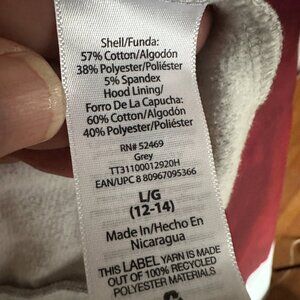 Shell/Funda:
57% Cotton/Algodón
38% Polyester/Poliéster
5% Spandex
Hood Lining/
Forro De La Capucha:
60% Cotton/Algodón
40% Polyester/Poliéster
RN# 52469
Grey
TT31100012920H
EAN/UPC 8 80967095366
L/G
(12-14)
Made In/Hecho En
Nicaragua
THIS LABEL YARN IS MADE
OUT OF 100% RECYCLED
POLYESTER MATERIALS